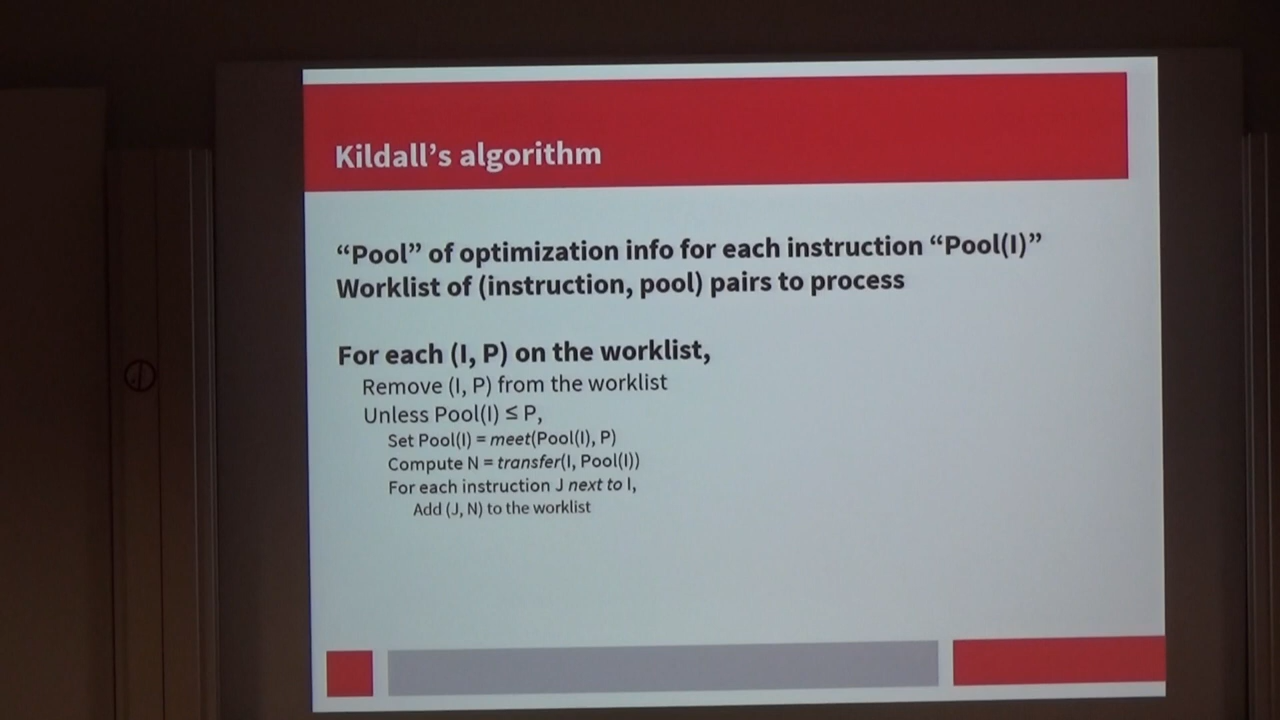 Kildall’s algorithm
“Pool” of optimization info for each instruction “Pool(I)”
Worklist of (instruction, pool) pairs to process
For each (I, P) on the worklist,
Remove (I, P) from the worklist
Unless Pool(I) ≤ P,
Set Pool(I) = meet(Pool(I), P)
Compute N = transfer(I, Pool(I))
For each instruction J next to I,
Add (J, N) to the worklist